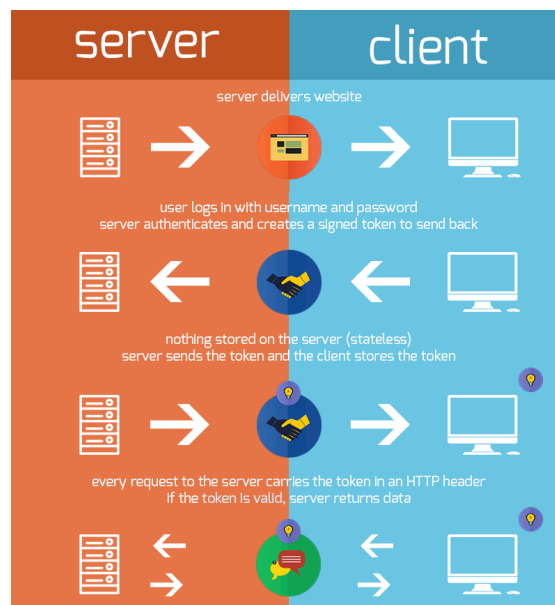 server
client
server delivers website
user logs in with username and password
server authenticates and creates a signed token to send back
nothing stored on the server (stateless)
server sends the token and the client stores the token
every request to the server carries the token in an HTTP header
if the token is valid, server returns data